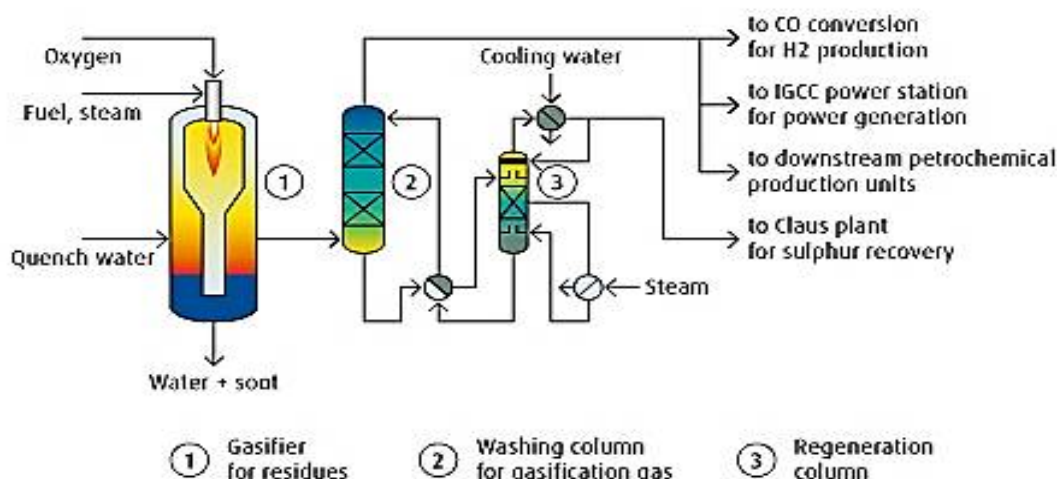 Oxygen
Fuel, steam
Quench water
Water + soot
1
2
3
Cooling water
Steam
to CO conversion
for H2 production
to IGCC power station
for power generation
to downstream petrochemical
production units
to Claus plant
for sulphur recovery
1 Gasifier
for residues
2 Washing column
for gasification gas
3 Regeneration
column